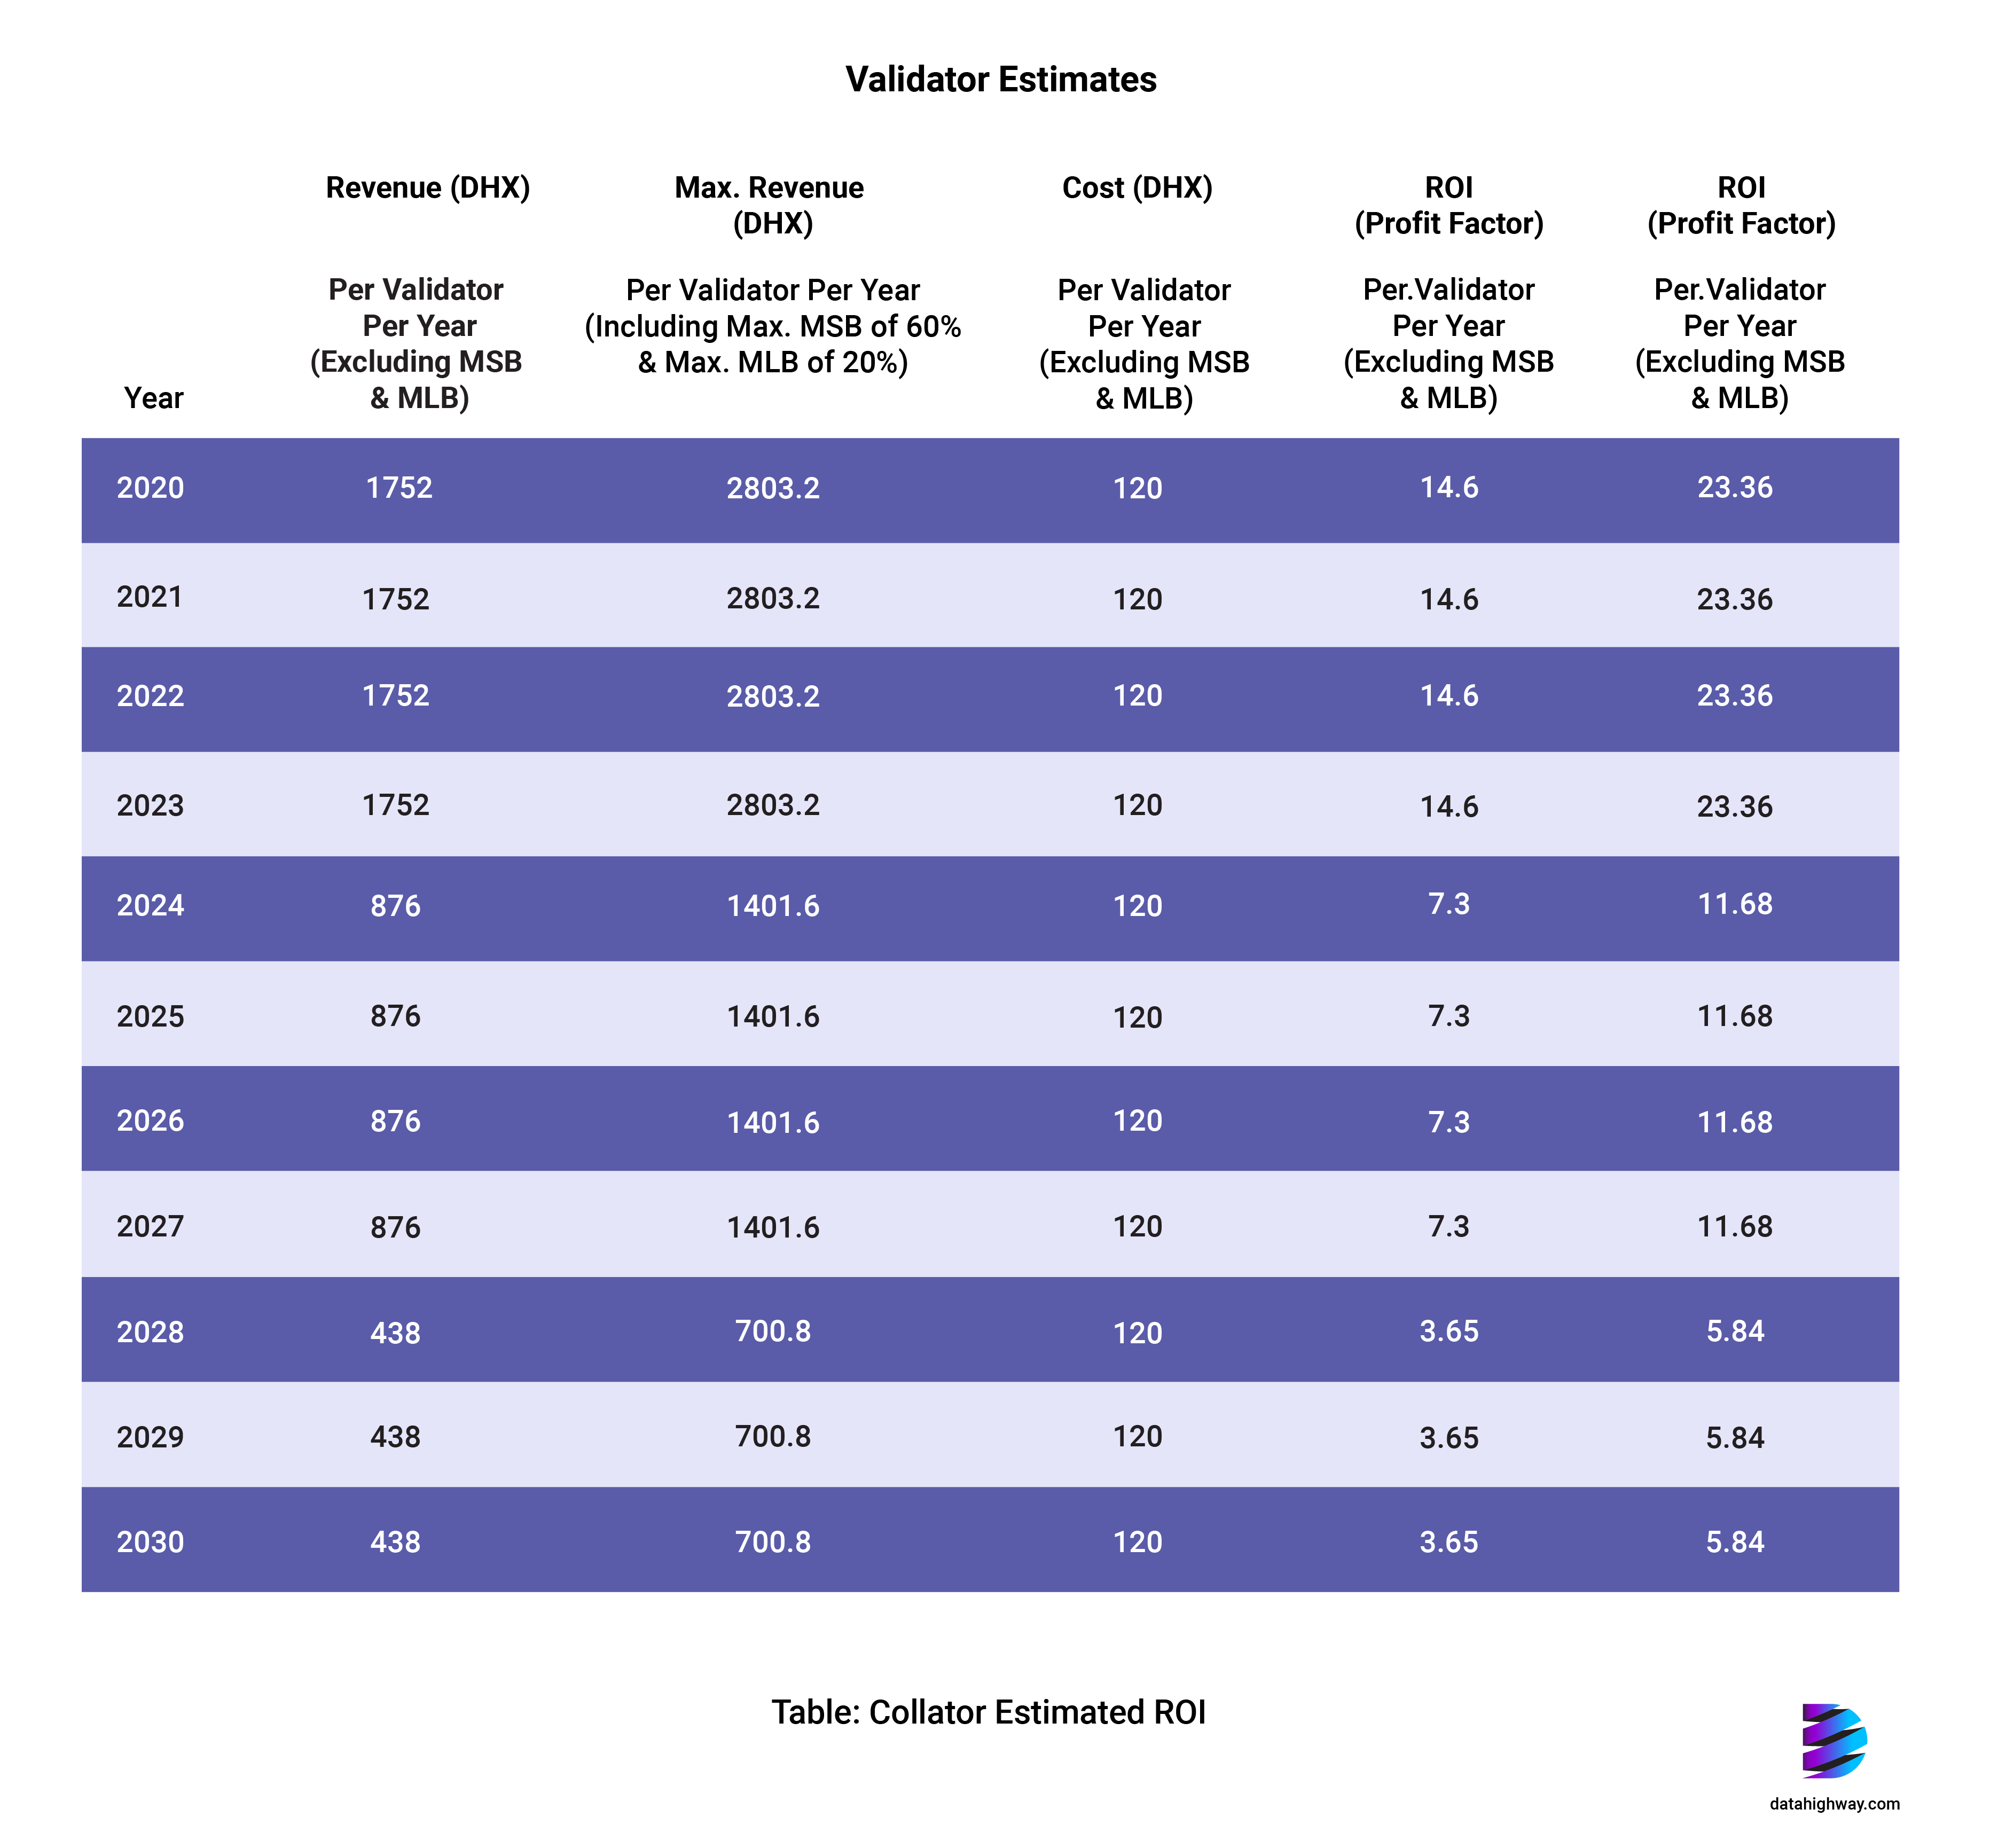 Validator Estimates
Revenue (DHX)
Max. Revenue
(DHX)
Cost (DHX)
ROI
(Profit Factor)
ROI
(Profit Factor)
Year
Per Validator
Per Year
(Excluding MSB
& MLB)
Per Validator Per Year
(Including Max. MSB of 60%
& Max. MLB of 20%)
Per Validator
Per Year
(Excluding MSB
& MLB)
Per.Validator
Per Year
(Excluding MSB
& MLB)
Per.Validator
Per Year
(Excluding MSB
& MLB)
2020 1752 2803.2 120 14.6 23.36
2021 1752 2803.2 120 14.6 23.36
2022 1752 2803.2 120 14.6 23.36
2023 1752 2803.2 120 14.6 23.36
2024 876 1401.6 120 7.3 11.68
2025 876 1401.6 120 7.3 11.68
2026 876 1401.6 120 7.3 11.68
2027 876 1401.6 120 7.3 11.68
2028 438 700.8 120 3.65 5.84
2029 438 700.8 120 3.65 5.84
2030 438 700.8 120 3.65 5.84
Table: Collator Estimated ROI
datahighway.com